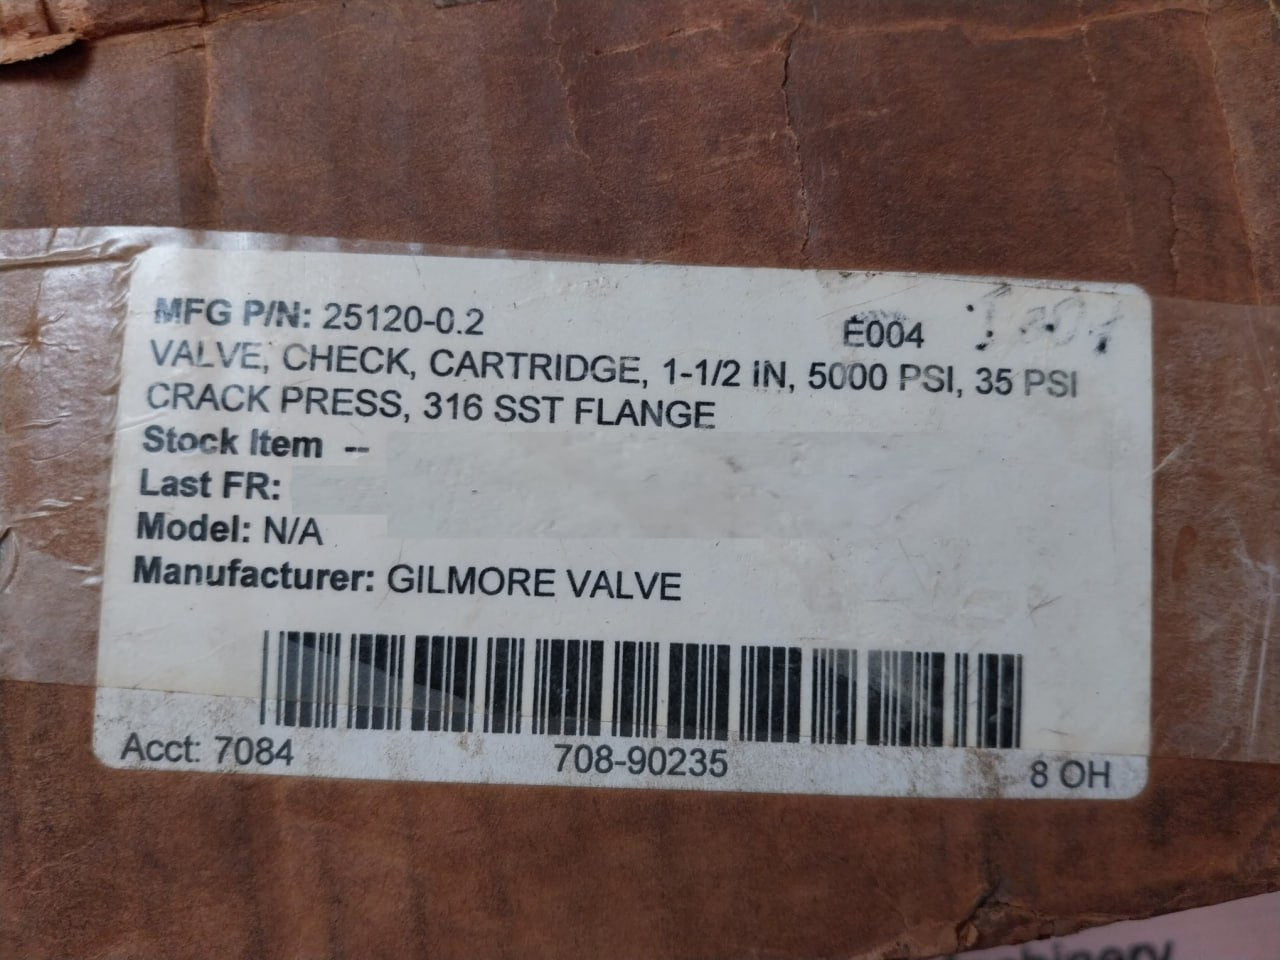 MFG P/N: 25120-0.2 E004
VALVE, CHECK, CARTRIDGE, 1-1/2 IN, 5000 PSI, 35 PSI
CRACK PRESS, 316 SST FLANGE
Stock Item --
Last FR:
Model: N/A
Manufacturer: GILMORE VALVE
Acct: 7084 708-90235 8 OH